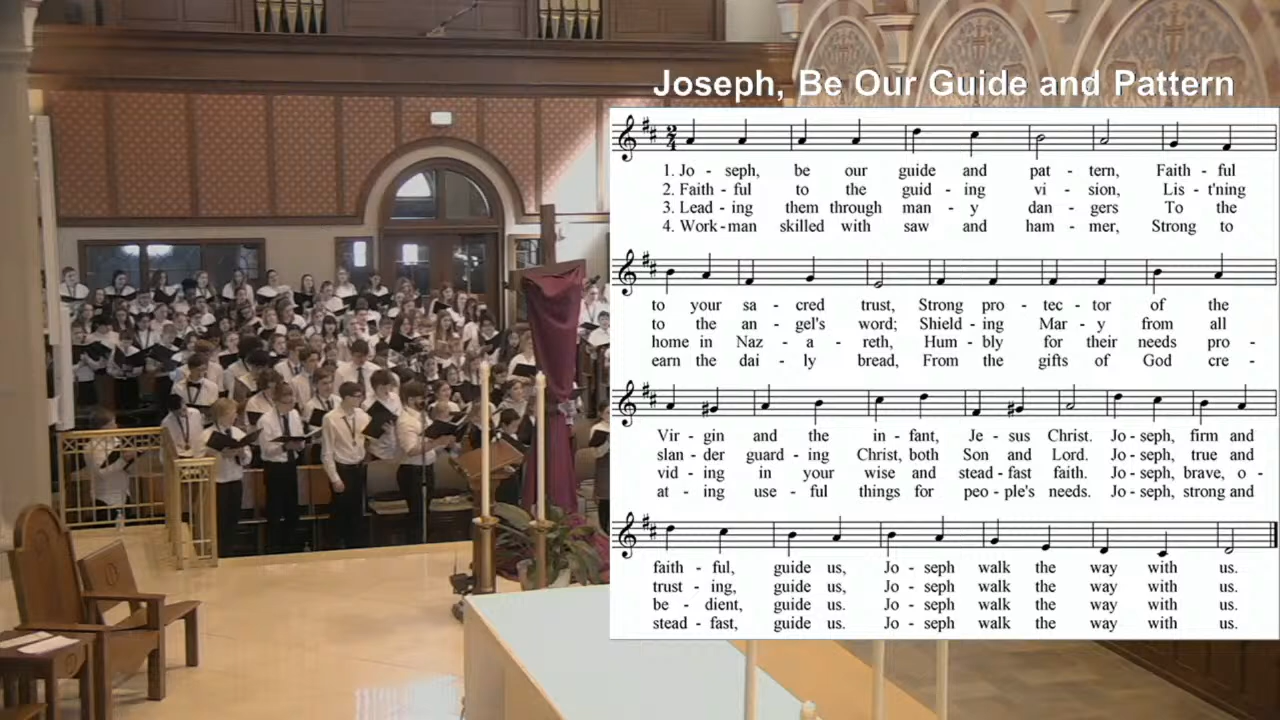 Joseph, Be Our Guide and Pattern
2
4
1. Jo - seph, be our guide and pat - tern, Faith - ful
2. Faith - ful to the guid - ing vi - sion, Lis - t'ning
3. Lead - ing them through man - y dan - gers To the
4. Work - man skilled with saw and ham - mer, Strong to
to your sa - cred trust, Strong pro - tec - tor of the
to the an - gel's word; Shield - ing Mar - y from all
home in Naz - a - reth, Hum - bly for their needs pro -
earn the dai - ly bread, From the gifts of God cre -
Vir - gin and the in - fant, Je - sus Christ. Jo - seph, firm and
slan - der guard - ing Christ, both Son and Lord. Jo - seph, true and
vid - ing in your wise and stead - fast faith. Jo - seph, brave, o -
at - ing use - ful things for peo - ple's needs. Jo - seph, strong and
faith - ful, guide us, Jo - seph walk the way with us.
trust - ing, guide us, Jo - seph walk the way with us.
be - dient, guide us. Jo - seph walk the way with us.
stead - fast, guide us. Jo - seph walk the way with us.